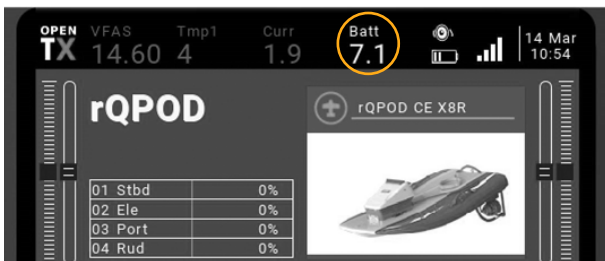 OPEN TX VFAS Tmp1 Curr Batt 14 Mar
14.60 4 1.9 7.1 10:54
rQPOD
rQPOD CE X8R
01 Stbd 0%
02 Ele 0%
03 Port 0%
04 Rud 0%